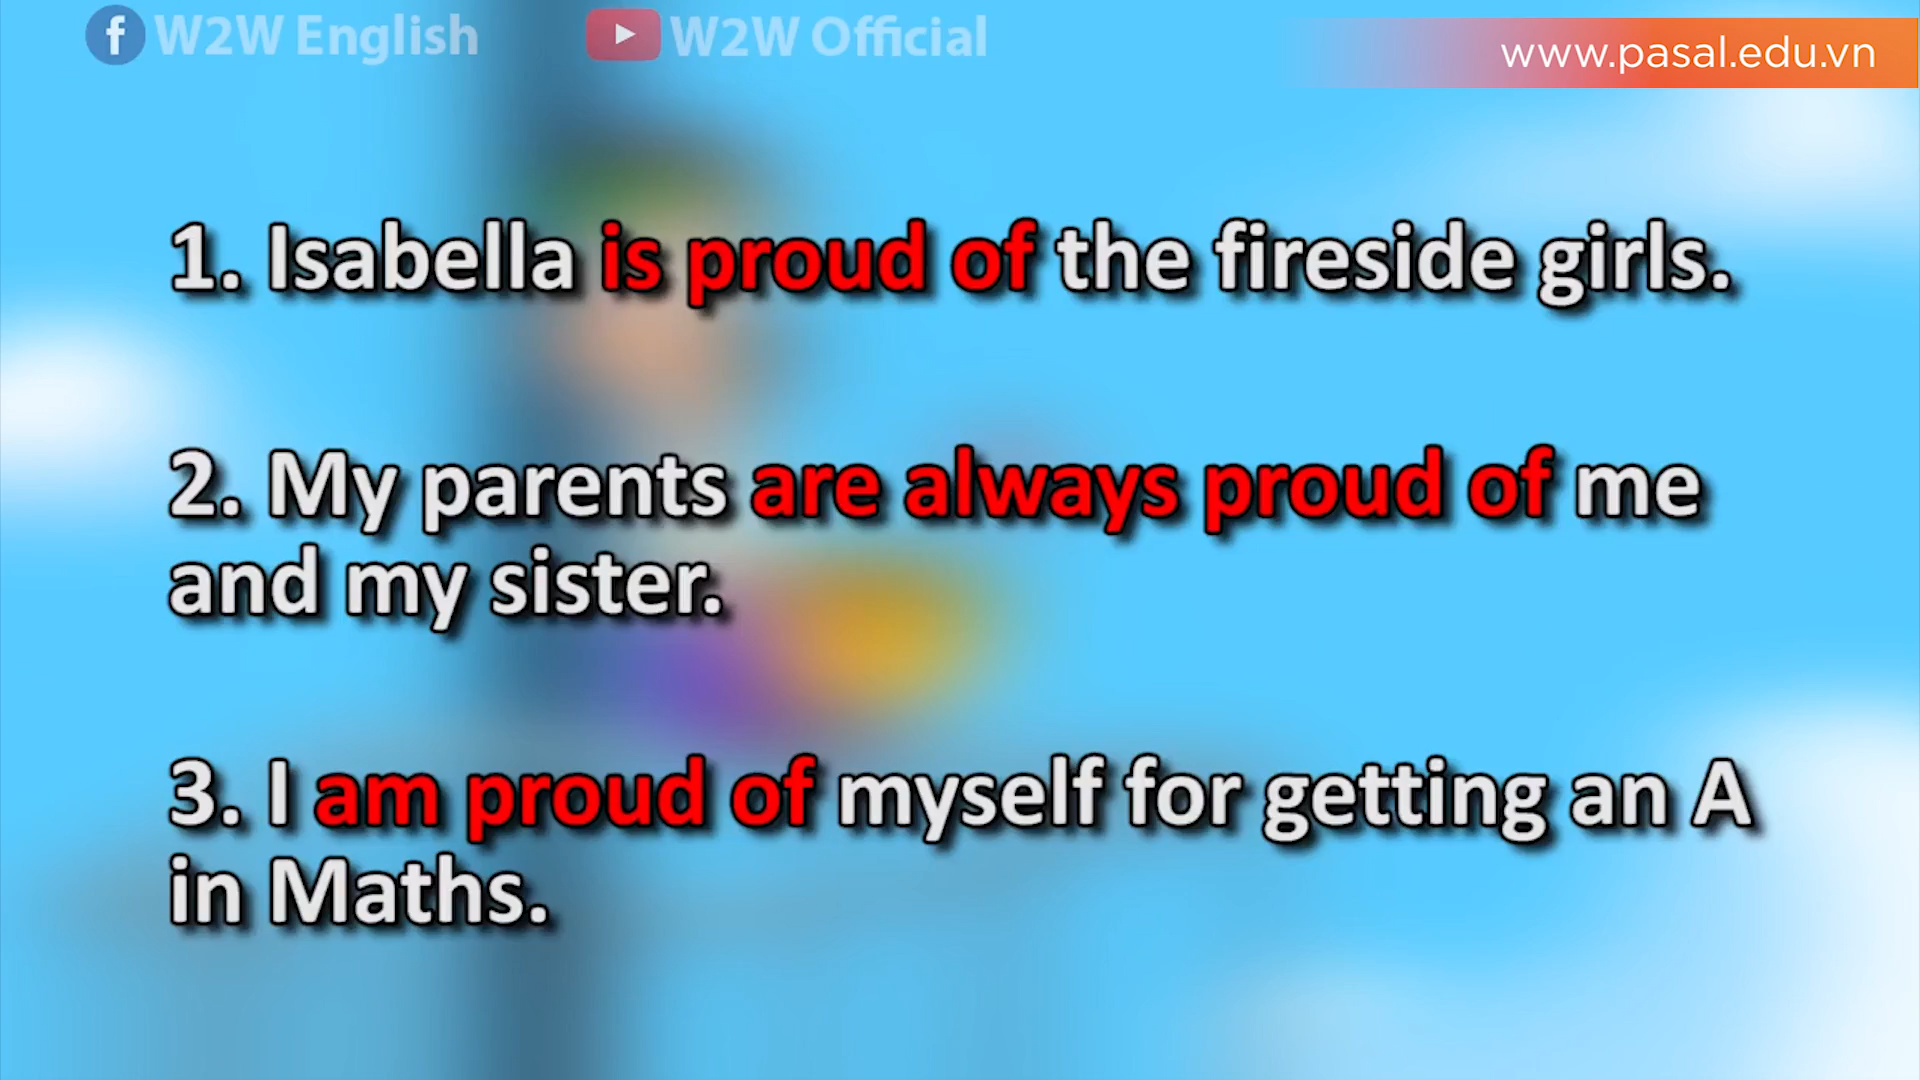 W2W English
W2W Official
www.pasal.edu.vn
1. Isabella is proud of the fireside girls.
2. My parents are always proud of me
and my sister.
3. I am proud of myself for getting an A
in Maths.